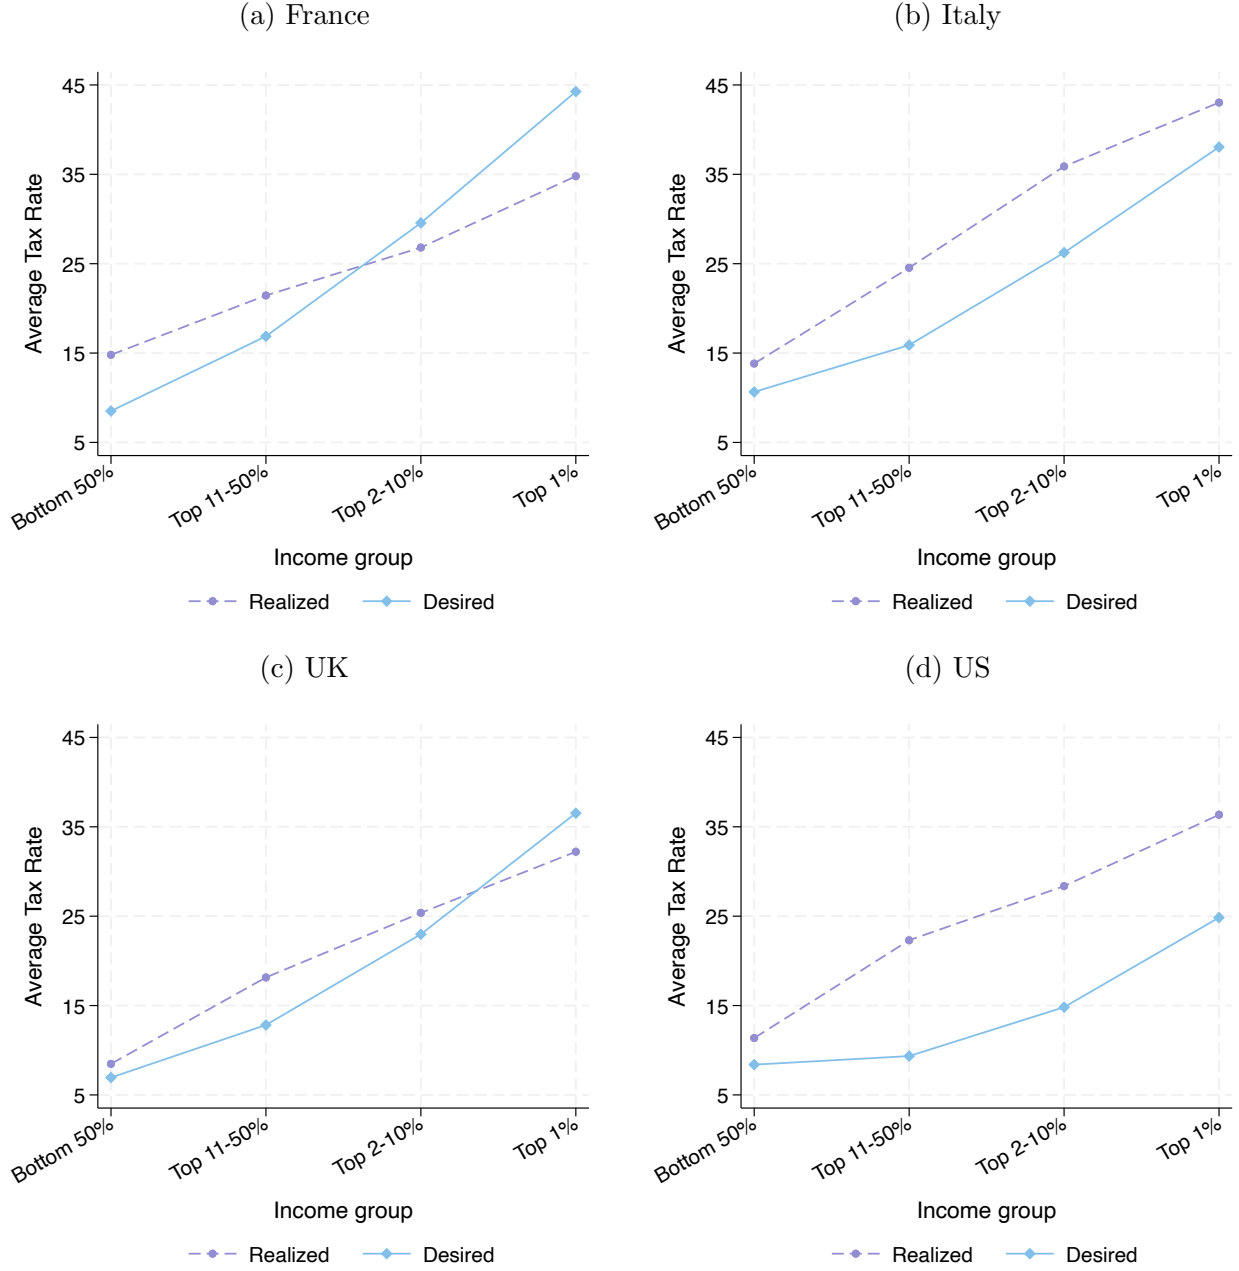 (a) France
45
35
25
15
5
Average Tax Rate
Bottom 50%
Top 11-50%
Top 2-10%
Top 1%
Income group
Realized Desired
(b) Italy
45
35
25
15
5
Average Tax Rate
Bottom 50%
Top 11-50%
Top 2-10%
Top 1%
Income group
Realized Desired
(c) UK
45
35
25
15
5
Average Tax Rate
Bottom 50%
Top 11-50%
Top 2-10%
Top 1%
Income group
Realized Desired
(d) US
45
35
25
15
5
Average Tax Rate
Bottom 50%
Top 11-50%
Top 2-10%
Top 1%
Income group
Realized Desired